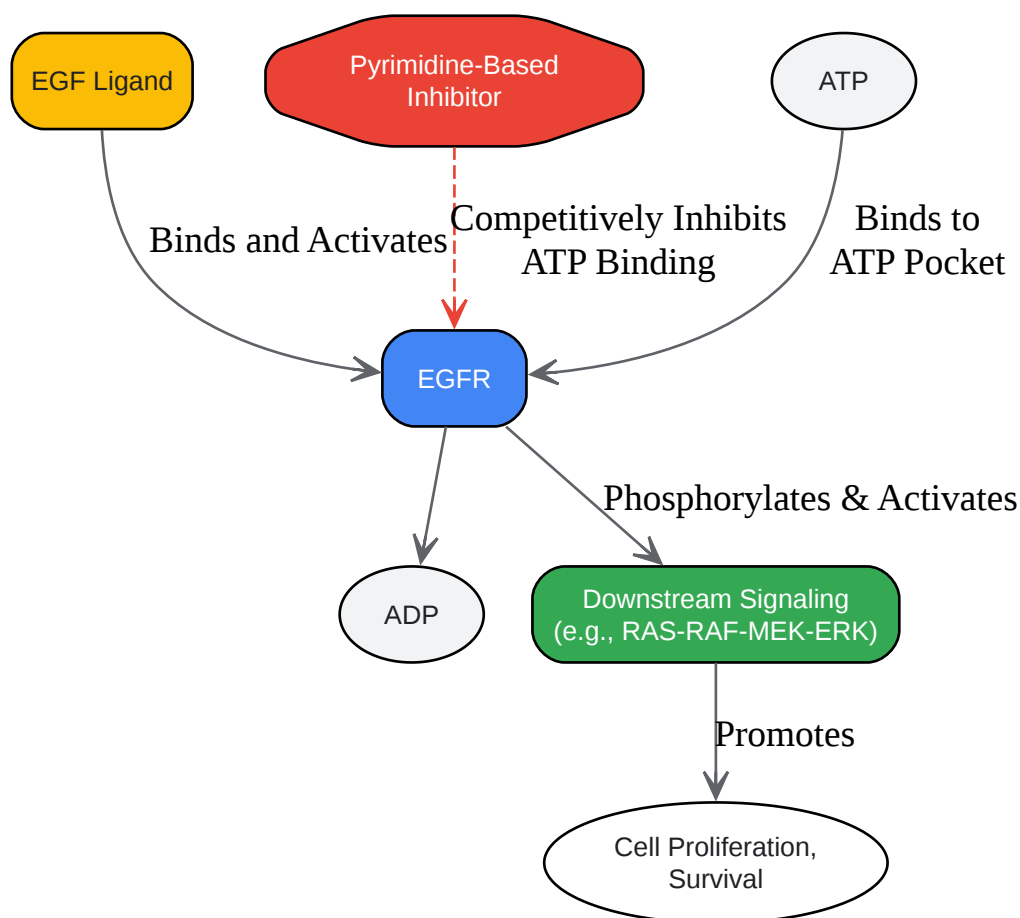 EGF Ligand
Pyrimidine-Based
Inhibitor
ATP
Binds and Activates
Competitively Inhibits
ATP Binding
Binds to
ATP Pocket
EGFR
Phosphorylates & Activates
ADP
Downstream Signaling
(e.g., RAS-RAF-MEK-ERK)
Promotes
Cell Proliferation,
Survival